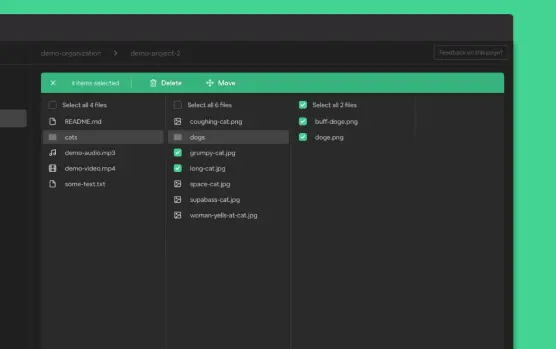 demo-organization > demo-project-2
Feedback on this page?
4 items selected
Delete
Move
Select all 4 files
README.md
cats
demo-audio.mp3
demo-video.mp4
some-text.txt
Select all 6 files
coughing-cat.png
dogs
grumpy-cat.jpg
long-cat.jpg
space-cat.jpg
supabass-cat.jpg
woman-yells-at-cat.jpg
Select all 2 files
buff-doge.png
doge.png